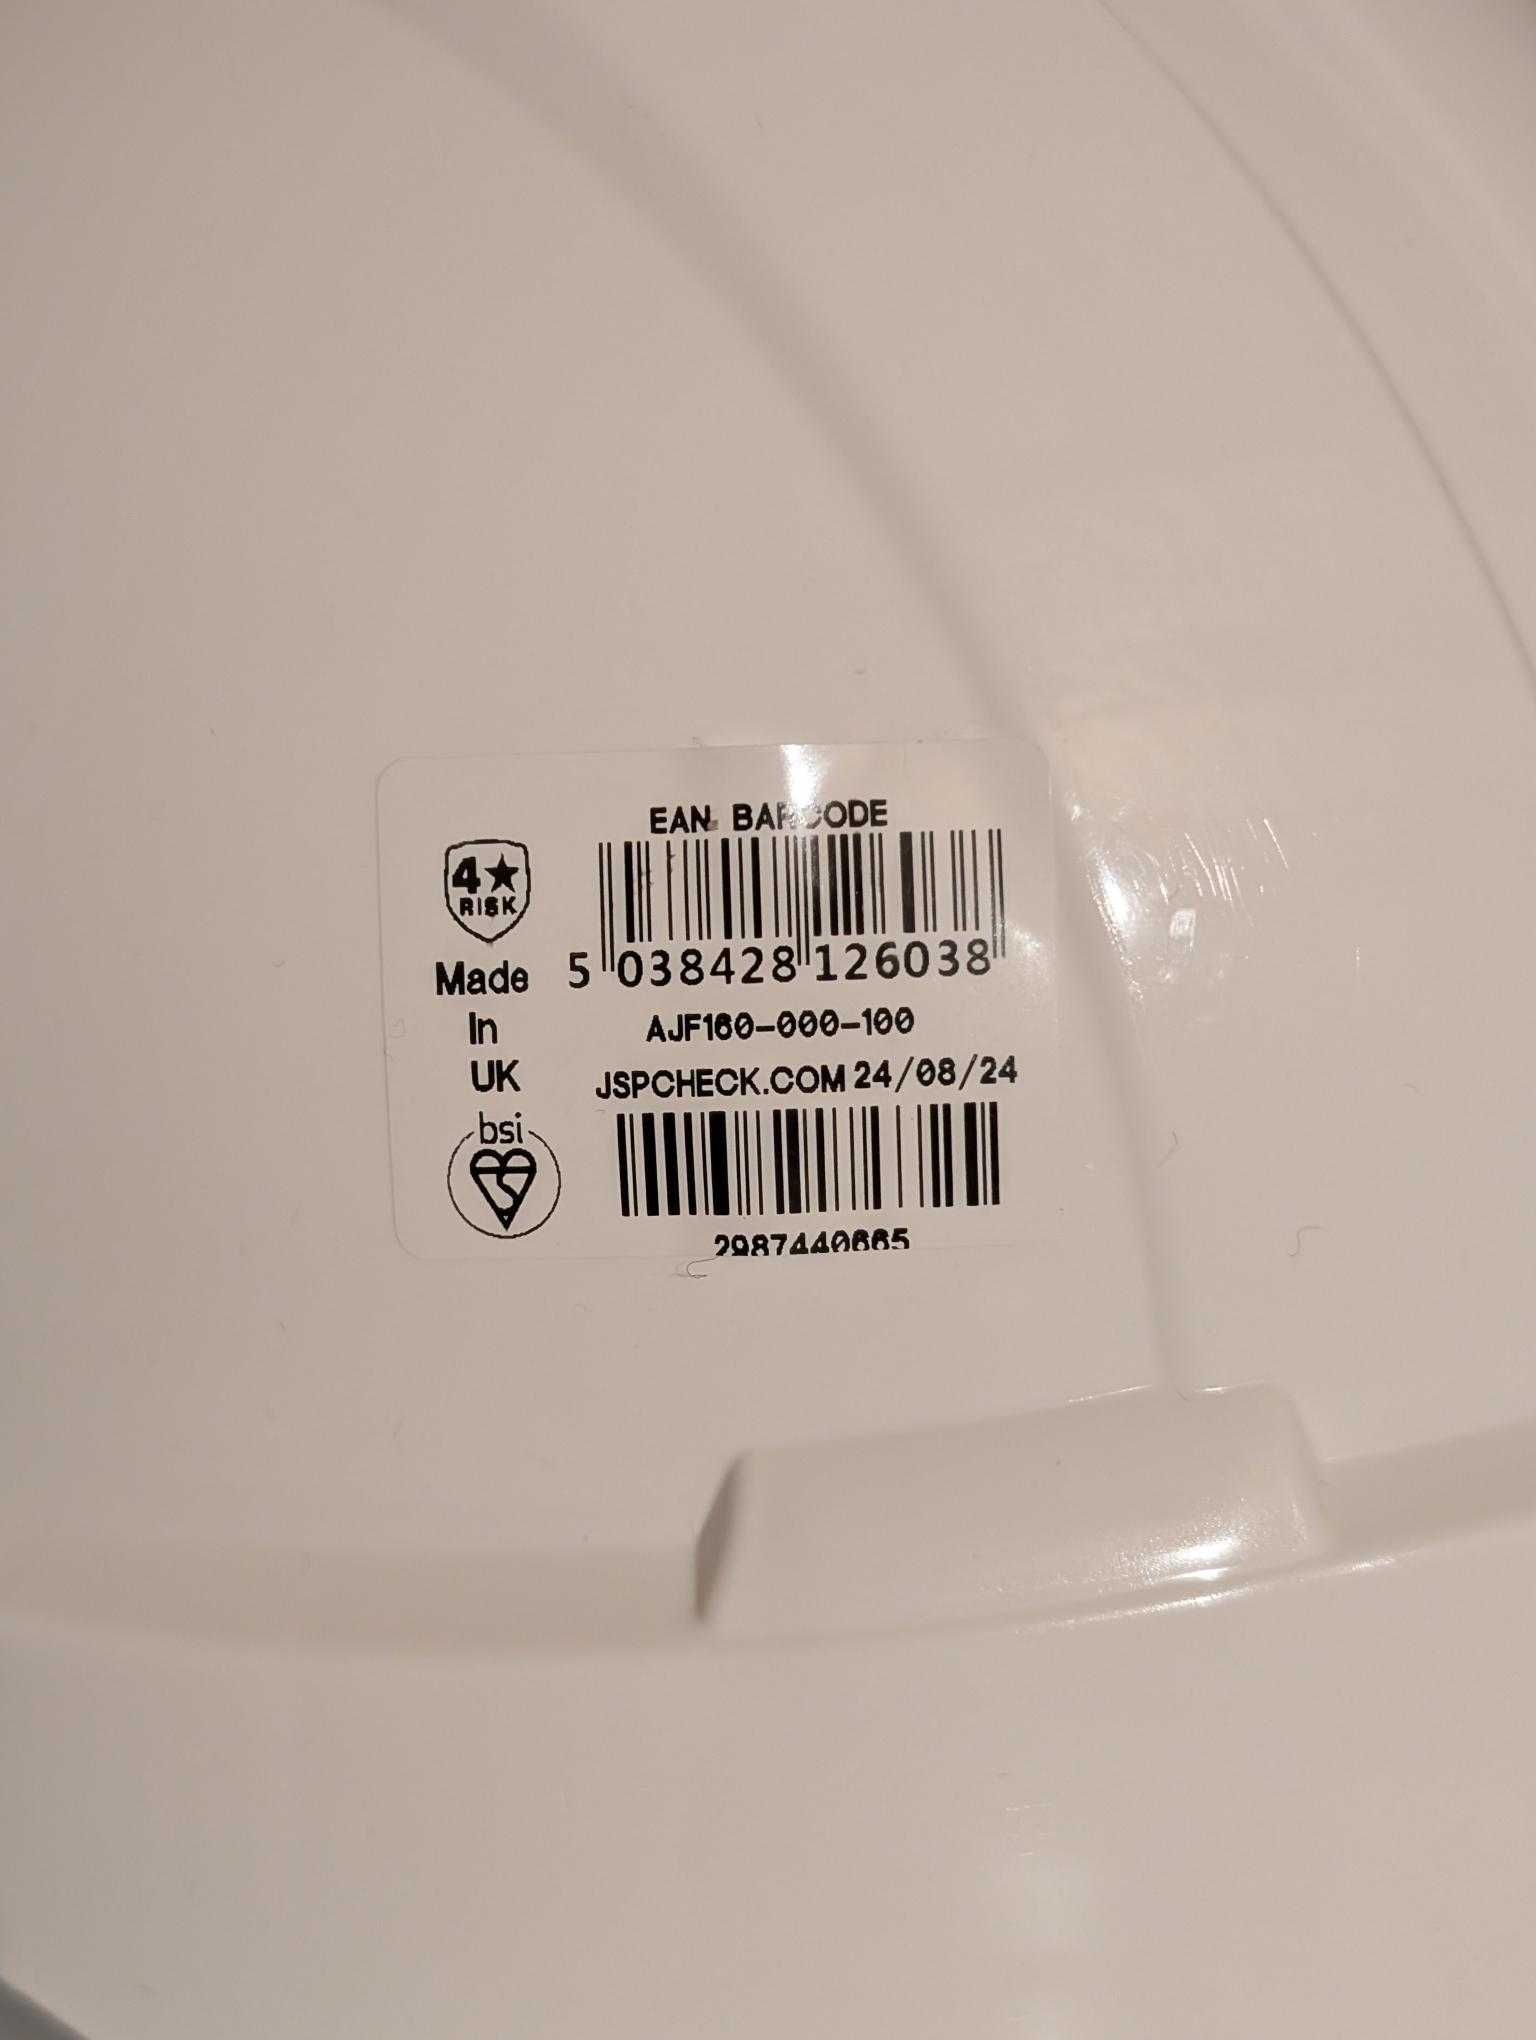 EAN BARCODE
4★
RISK
5 038428 126038
Made
In
UK
AJF160-000-100
JSPCHECK.COM 24/08/24
bsi
2987440665